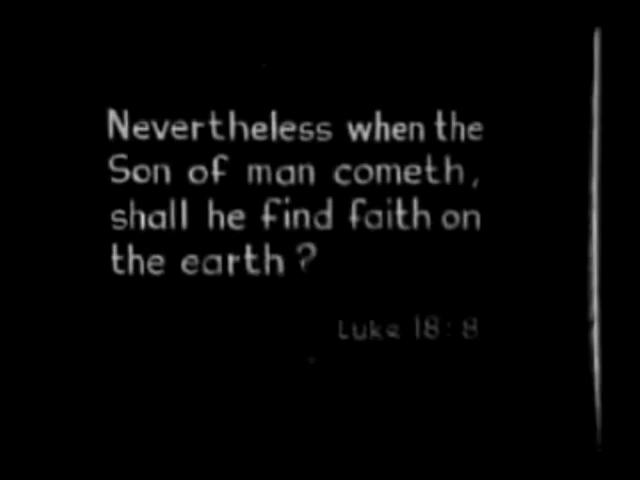 Nevertheless when the
Son of man cometh,
shall he find faith on
the earth?
Luke 18:8